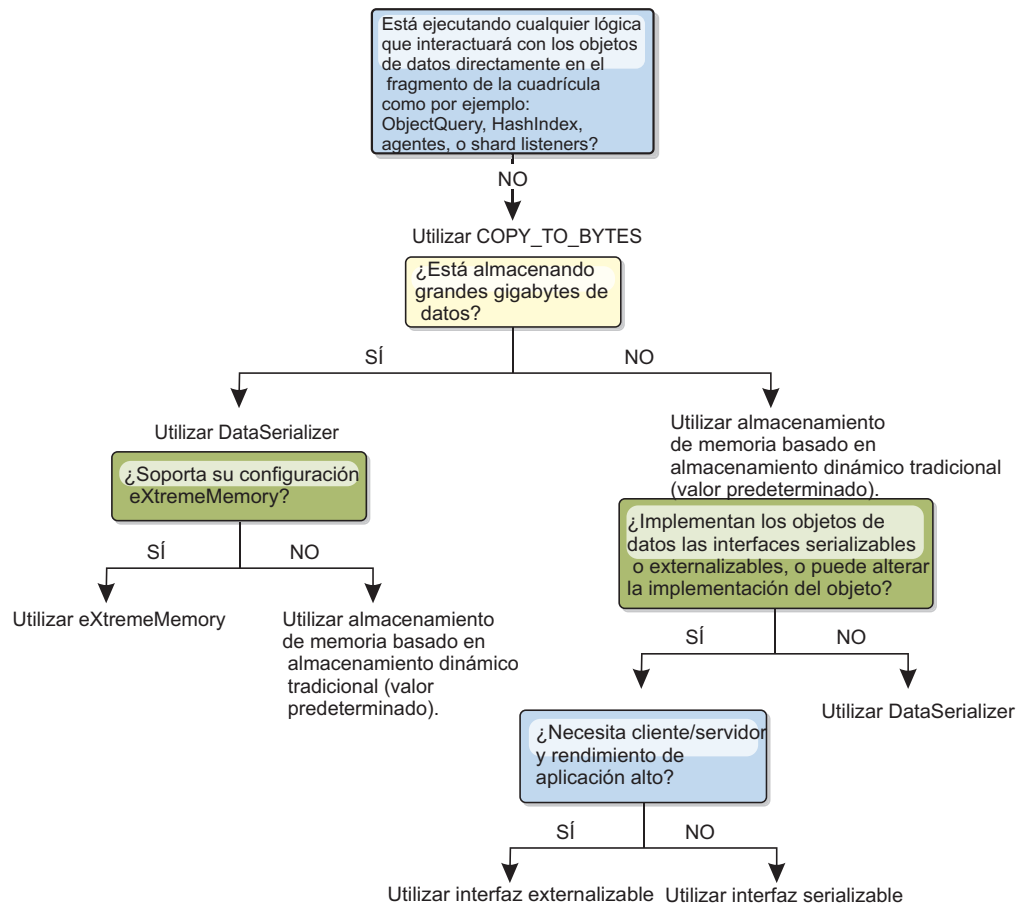 Está ejecutando cualquier lógica
que interactuará con los objetos
de datos directamente en el
fragmento de la cuadrícula
como por ejemplo:
ObjectQuery, HashIndex,
agentes, o shard listeners?
NO
Utilizar COPY_TO_BYTES
¿Está almacenando
grandes gigabytes de
datos?
SÍ
NO
Utilizar DataSerializer
¿Soporta su configuración
eXtremeMemory?
SÍ
NO
Utilizar eXtremeMemory
Utilizar almacenamiento
de memoria basado en
almacenamiento dinámico
tradicional (valor
predeterminado).
Utilizar almacenamiento
de memoria basado en
almacenamiento dinámico tradicional
(valor predeterminado).
¿Implementan los objetos de
datos las interfaces serializables
o externalizables, o puede alterar
la implementación del objeto?
SÍ
NO
Utilizar DataSerializer
¿Necesita cliente/servidor
y rendimiento de
aplicación alto?
SÍ
NO
Utilizar interfaz externalizable
Utilizar interfaz serializable